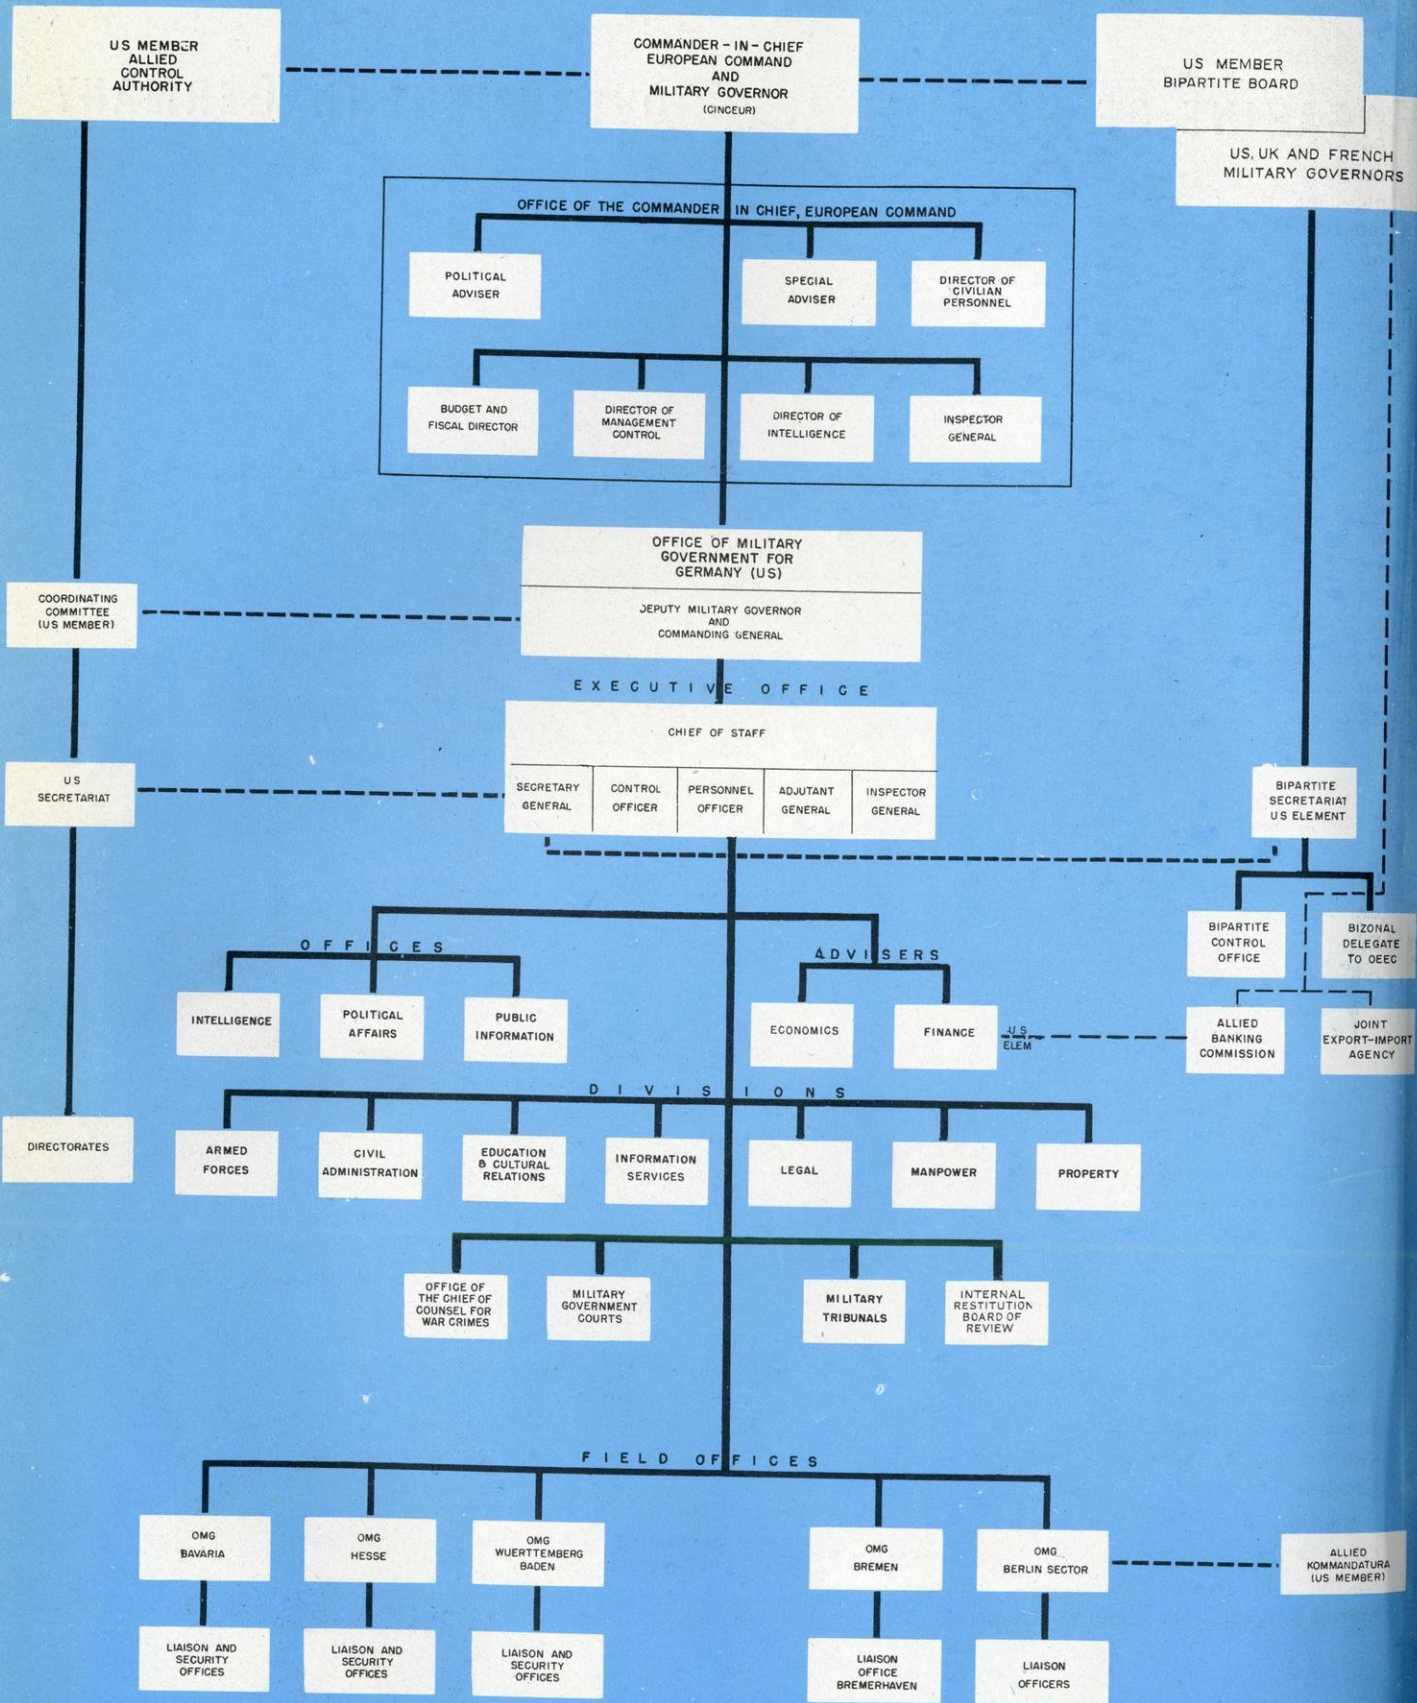 US MEMBER
ALLIED
CONTROL
AUTHORITY
COMMANDER-IN-CHIEF
EUROPEAN COMMAND
AND
MILITARY GOVERNOR
(CINCEUR)
US MEMBER
BIPARTITE BOARD
US, UK AND FRENCH
MILITARY GOVERNORS
OFFICE OF THE COMMANDER IN CHIEF, EUROPEAN COMMAND
POLITICAL
ADVISER
SPECIAL
ADVISER
DIRECTOR OF
CIVILIAN
PERSONNEL
BUDGET AND
FISCAL DIRECTOR
DIRECTOR OF
MANAGEMENT
CONTROL
DIRECTOR OF
INTELLIGENCE
INSPECTOR
GENERAL
OFFICE OF MILITARY
GOVERNMENT FOR
GERMANY (US)
DEPUTY MILITARY GOVERNOR
AND
COMMANDING GENERAL
COORDINATING
COMMITTEE
(US MEMBER)
EXECUTIVE OFFICE
CHIEF OF STAFF
SECRETARY
GENERAL
CONTROL
OFFICER
PERSONNEL
OFFICER
ADJUTANT
GENERAL
INSPECTOR
GENERAL
US
SECRETARIAT
BIPARTITE
SECRETARIAT
US ELEMENT
BIPARTITE
CONTROL
OFFICE
BIZONAL
DELEGATE
TO OEEC
OFFICES
ADVISERS
INTELLIGENCE
POLITICAL
AFFAIRS
PUBLIC
INFORMATION
ECONOMICS
FINANCE
US
ELEM
ALLIED
BANKING
COMMISSION
JOINT
EXPORT-IMPORT
AGENCY
DIVISIONS
DIRECTORATES
ARMED
FORCES
CIVIL
ADMINISTRATION
EDUCATION
& CULTURAL
RELATIONS
INFORMATION
SERVICES
LEGAL
MANPOWER
PROPERTY
OFFICE OF
THE CHIEF OF
COUNSEL FOR
WAR CRIMES
MILITARY
GOVERNMENT
COURTS
MILITARY
TRIBUNALS
INTERNAL
RESTITUTION
BOARD OF
REVIEW
FIELD OFFICES
OMG
BAVARIA
OMG
HESSE
OMG
WUERTTEMBERG
BADEN
OMG
BREMEN
OMG
BERLIN SECTOR
ALLIED
KOMMANDATURA
(US MEMBER)
LIAISON AND
SECURITY
OFFICES
LIAISON AND
SECURITY
OFFICES
LIAISON AND
SECURITY
OFFICES
LIAISON
OFFICE
BREMERHAVEN
LIAISON
OFFICERS